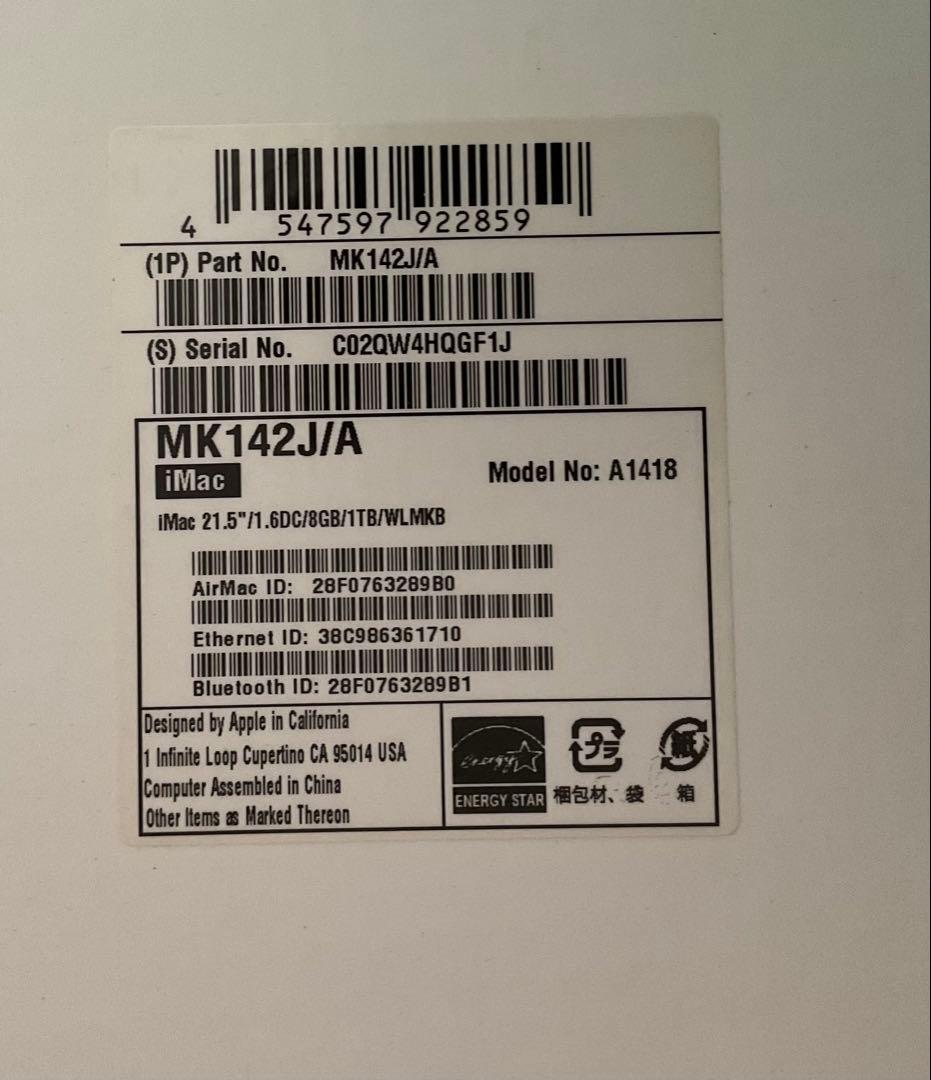 4 547597 922859
(1P) Part No. MK142J/A
(S) Serial No. C02QW4HQGF1J
MK142J/A
iMac
Model No: A1418
iMac 21.5"/1.6DC/8GB/1TB/WLMKB
AirMac ID: 28F0763289B0
Ethernet ID: 38C986361710
Bluetooth ID: 28F0763289B1
Designed by Apple in California
1 Infinite Loop Cupertino CA 95014 USA
Computer Assembled in China
Other Items as Marked Thereon
energy
ENERGY STAR
プラ
梱包材、袋
紙
箱